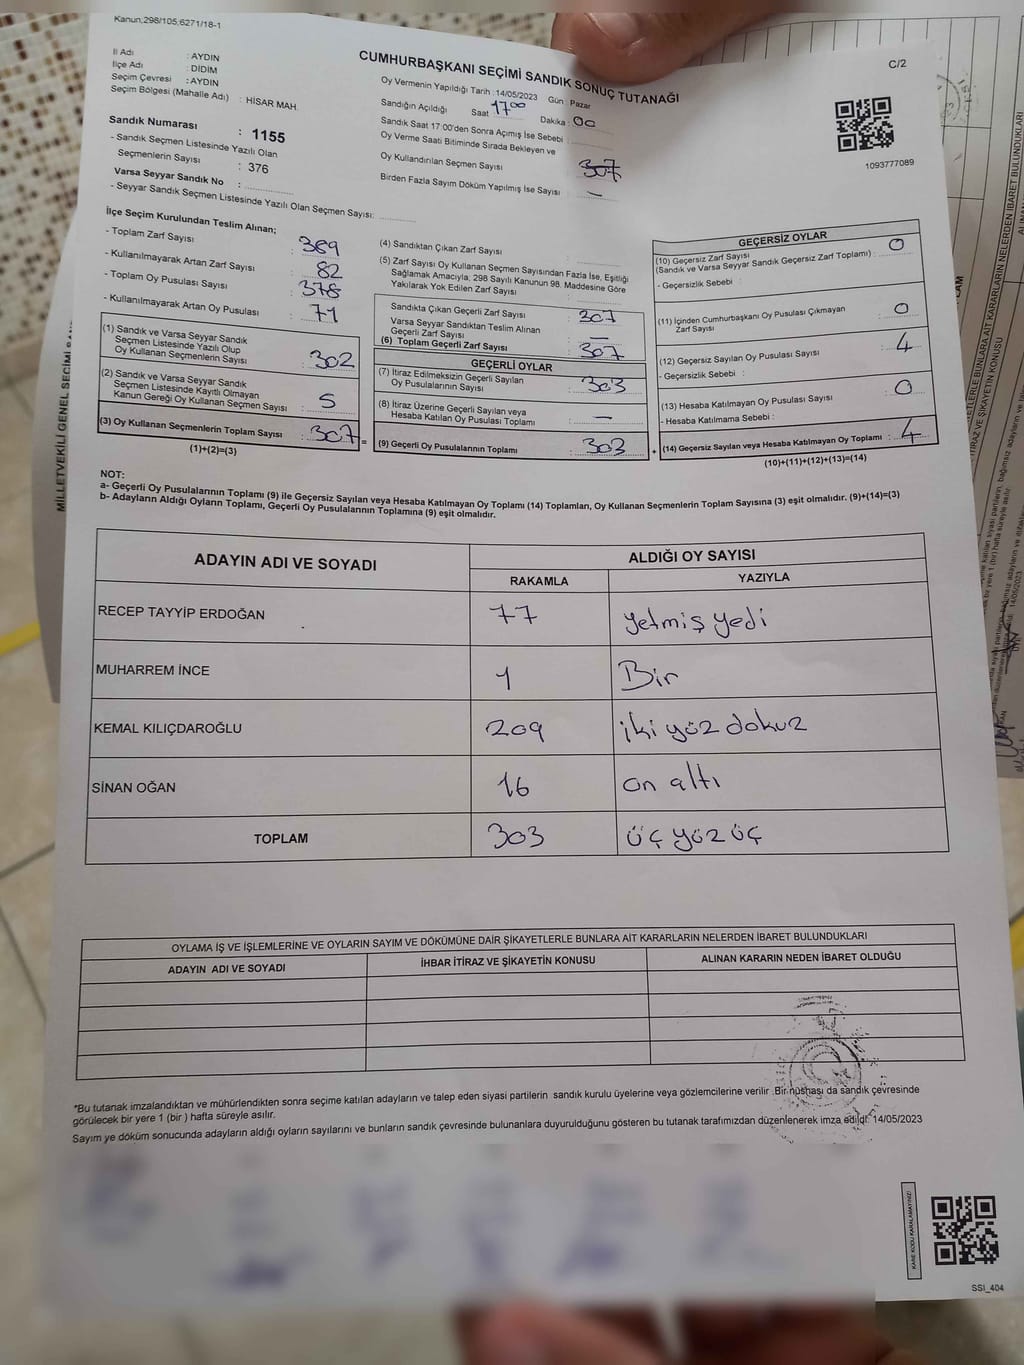 Kanun;298/105,6271/18-1
CUMHURBAŞKANI SEÇİMİ SANDIK SONUÇ TUTANAĞI
C/2
İl Adı : AYDIN
İlçe Adı : DİDİM
Seçim Çevresi : AYDIN
Seçim Bölgesi (Mahalle Adı) : HİSAR MAH.
Sandık Numarası : 1155
- Sandık Seçmen Listesinde Yazılı Olan
Seçmenlerin Sayısı : 376
Varsa Seyyar Sandık No :
- Seyyar Sandık Seçmen Listesinde Yazılı Olan Seçmen Sayısı:
Oy Vermenin Yapıldığı Tarih :14/05/2023 Gün : Pazar
Sandığın Açıldığı Saat 17 00 Dakika : 00
Sandık Saat 17:00'den Sonra Açımış İse Sebebi :
Oy Verme Saati Bitiminde Sırada Bekleyen ve
Oy Kullandırılan Seçmen Sayısı 307
Birden Fazla Sayım Döküm Yapılmış İse Sayısı : —
1093777089
İlçe Seçim Kurulundan Teslim Alınan;
- Toplam Zarf Sayısı : 389
- Kullanılmayarak Artan Zarf Sayısı : 82
- Toplam Oy Pusulası Sayısı : 378
- Kullanılmayarak Artan Oy Pusulası : 71
(1) Sandık ve Varsa Seyyar Sandık
Seçmen Listesinde Yazılı Olup
Oy Kullanan Seçmenlerin Sayısı : 302
(2) Sandık ve Varsa Seyyar Sandık
Seçmen Listesinde Kayıtlı Olmayan
Kanun Gereği Oy Kullanan Seçmen Sayısı : 5
(3) Oy Kullanan Seçmenlerin Toplam Sayısı : 307 =
(1)+(2)=(3)
(4) Sandıktan Çıkan Zarf Sayısı :
(5) Zarf Sayısı Oy Kullanan Seçmen Sayısından Fazla İse, Eşitliği
Sağlamak Amacıyla; 298 Sayılı Kanunun 98. Maddesine Göre
Yakılarak Yok Edilen Zarf Sayısı :
Sandıkta Çıkan Geçerli Zarf Sayısı : 307
Varsa Seyyar Sandıktan Teslim Alınan
Geçerli Zarf Sayısı : —
(6) Toplam Geçerli Zarf Sayısı : 307
GEÇERLİ OYLAR
(7) İtiraz Edilmeksizin Geçerli Sayılan
Oy Pusulalarının Sayısı : 303
(8) İtiraz Üzerine Geçerli Sayılan veya
Hesaba Katılan Oy Pusulası Toplamı : —
(9) Geçerli Oy Pusulalarının Toplamı : 303 +
GEÇERSİZ OYLAR
(10) Geçersiz Zarf Sayısı
(Sandık ve Varsa Seyyar Sandık Geçersiz Zarf Toplamı) : 0
- Geçersizlik Sebebi :
(11) İçinden Cumhurbaşkanı Oy Pusulası Çıkmayan
Zarf Sayısı : 0
(12) Geçersiz Sayılan Oy Pusulası Sayısı : 4
- Geçersizlik Sebebi :
(13) Hesaba Katılmayan Oy Pusulası Sayısı : 0
- Hesaba Katılmama Sebebi :
(14) Geçersiz Sayılan veya Hesaba Katılmayan Oy Toplamı : 4
(10)+(11)+(12)+(13)=(14)
NOT:
a- Geçerli Oy Pusulalarının Toplamı (9) ile Geçersiz Sayılan veya Hesaba Katılmayan Oy Toplamı (14) Toplamları, Oy Kullanan Seçmenlerin Toplam Sayısına (3) eşit olmalıdır. (9)+(14)=(3)
b- Adayların Aldığı Oyların Toplamı, Geçerli Oy Pusulalarının Toplamına (9) eşit olmalıdır.
ADAYIN ADI VE SOYADI ALDIĞI OY SAYISI
RAKAMLA YAZIYLA
RECEP TAYYİP ERDOĞAN 77 yetmiş yedi
MUHARREM İNCE 1 Bir
KEMAL KILIÇDAROĞLU 209 iki yüz dokuz
SİNAN OĞAN 16 on altı
TOPLAM 303 üç yüz üç
OYLAMA İŞ VE İŞLEMLERİNE VE OYLARIN SAYIM VE DÖKÜMÜNE DAİR ŞİKAYETLERLE BUNLARA AİT KARARLARIN NELERDEN İBARET BULUNDUKLARI
ADAYIN ADI VE SOYADI İHBAR İTİRAZ VE ŞİKAYETİN KONUSU ALINAN KARARIN NEDEN İBARET OLDUĞU
*Bu tutanak imzalandıktan ve mühürlendikten sonra seçime katılan adayların ve talep eden siyasi partilerin sandık kurulu üyelerine veya gözlemcilerine verilir .Bir nüshası da sandık çevresinde
görülecek bir yere 1 (bir ) hafta süreyle asılır.
Sayım ye döküm sonucunda adayların aldığı oyların sayılarını ve bunların sandık çevresinde bulunanlara duyurulduğunu gösteren bu tutanak tarafımızdan düzenlenerek imza edildi. 14/05/2023
KARE KODU KARALAMAYINIZ!
SSI_404
MİLLETVEKİLİ GENEL SEÇİMİ